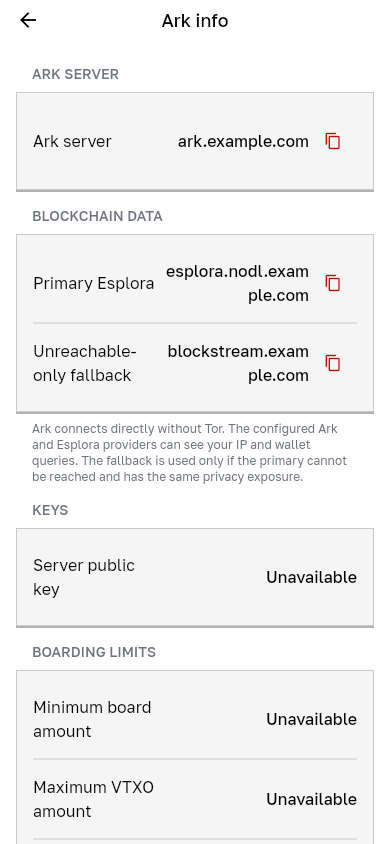 Ark info
ARK SERVER
Ark server
ark.example.com
BLOCKCHAIN DATA
Primary Esplora
esplora.nodl.exam
ple.com
Unreachable-
only fallback
blockstream.exam
ple.com
Ark connects directly without Tor. The configured Ark
and Esplora providers can see your IP and wallet
queries. The fallback is used only if the primary cannot
be reached and has the same privacy exposure.
KEYS
Server public
key
Unavailable
BOARDING LIMITS
Minimum board
amount
Unavailable
Maximum VTXO
amount
Unavailable